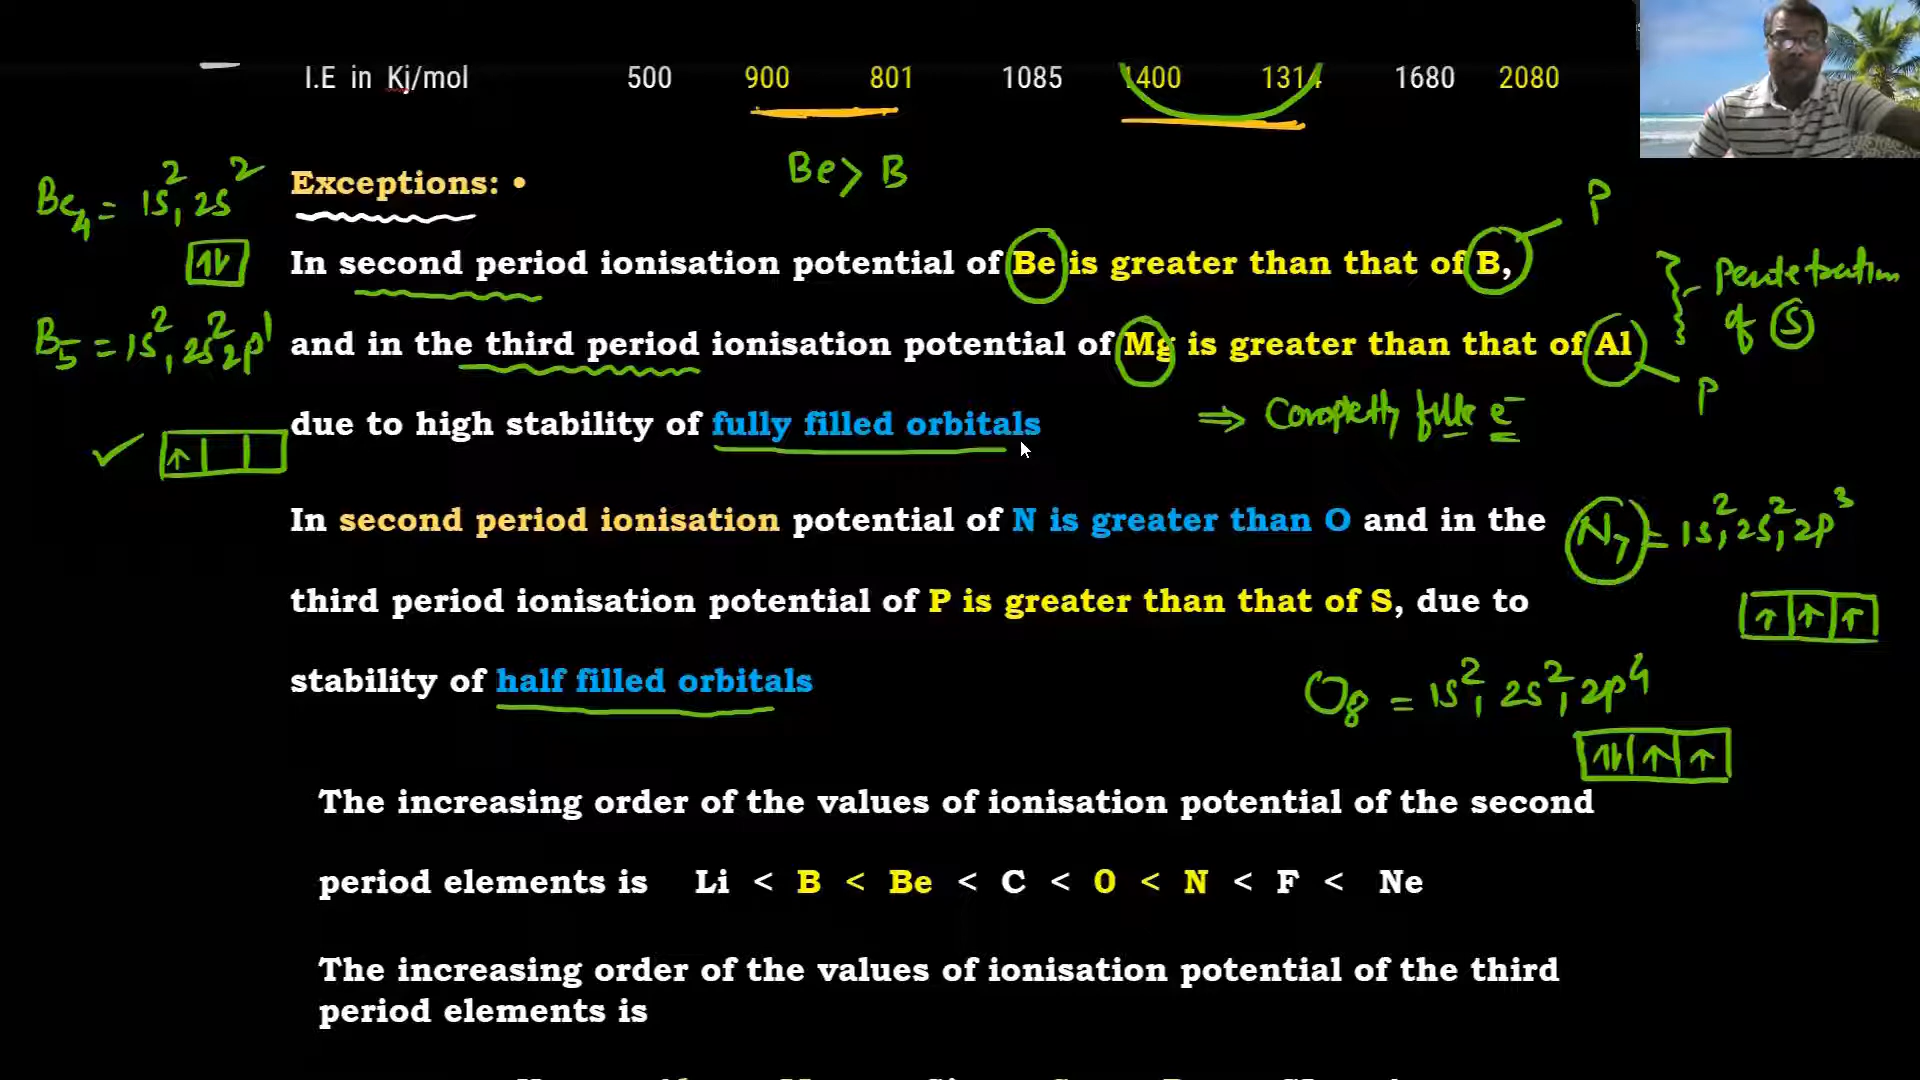 I.E in Kj/mol 500 900 801 1085 1400 1314 1680 2080
Be > B
Be4 = 1s², 2s²
Exceptions: •
P
In second period ionisation potential of Be is greater than that of B,
B5 = 1s², 2s² 2p¹
and in the third period ionisation potential of Mg is greater than that of Al
of S
P
due to high stability of fully filled orbitals
⇒ e⁻
In second period ionisation potential of N is greater than O and in the
N7 = 1s², 2s², 2p³
third period ionisation potential of P is greater than that of S, due to
stability of half filled orbitals
O8 = 1s², 2s², 2p⁴
The increasing order of the values of ionisation potential of the second
period elements is Li < B < Be < C < O < N < F < Ne
The increasing order of the values of ionisation potential of the third
period elements is